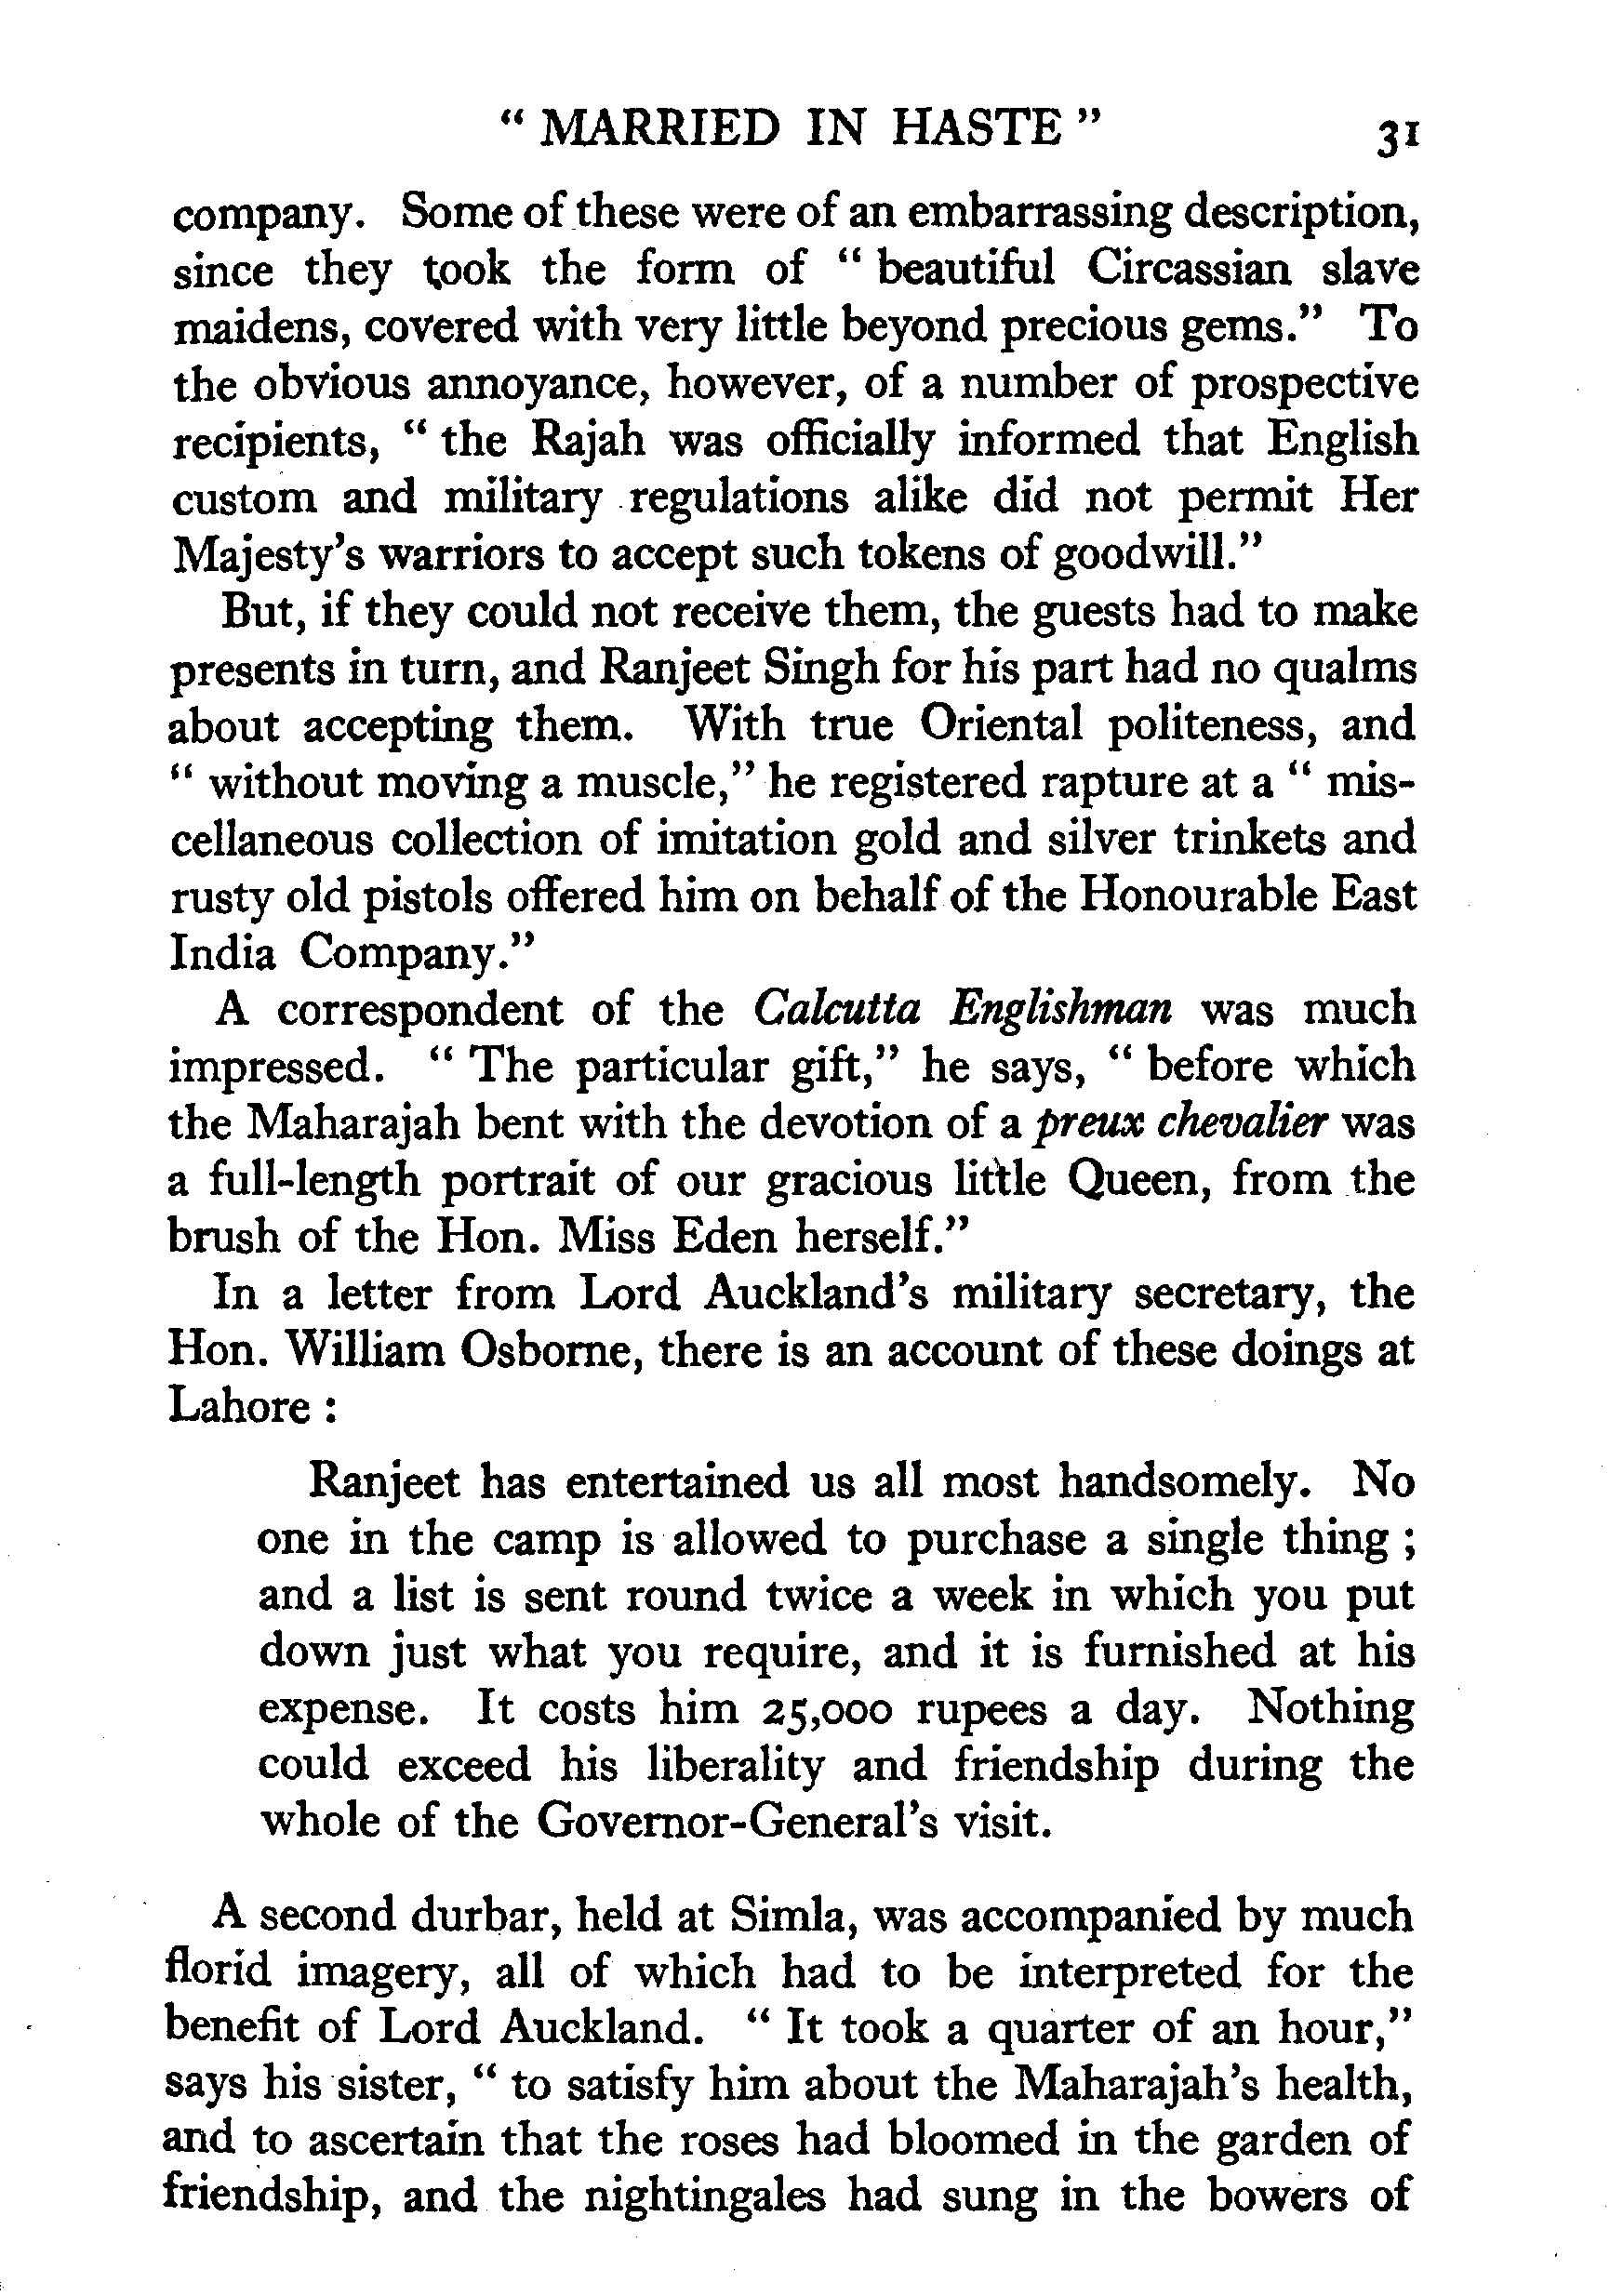 " MARRIED IN HASTE " 31
company. Some of these were of an embarrassing description,
since they took the form of " beautiful Circassian slave
maidens, covered with very little beyond precious gems." To
the obvious annoyance, however, of a number of prospective
recipients, " the Rajah was officially informed that English
custom and military regulations alike did not permit Her
Majesty's warriors to accept such tokens of goodwill."
But, if they could not receive them, the guests had to make
presents in turn, and Ranjeet Singh for his part had no qualms
about accepting them. With true Oriental politeness, and
" without moving a muscle," he registered rapture at a " mis-
cellaneous collection of imitation gold and silver trinkets and
rusty old pistols offered him on behalf of the Honourable East
India Company."
A correspondent of the Calcutta Englishman was much
impressed. " The particular gift," he says, " before which
the Maharajah bent with the devotion of a preux chevalier was
a full-length portrait of our gracious little Queen, from the
brush of the Hon. Miss Eden herself."
In a letter from Lord Auckland's military secretary, the
Hon. William Osborne, there is an account of these doings at
Lahore :
Ranjeet has entertained us all most handsomely. No
one in the camp is allowed to purchase a single thing ;
and a list is sent round twice a week in which you put
down just what you require, and it is furnished at his
expense. It costs him 25,000 rupees a day. Nothing
could exceed his liberality and friendship during the
whole of the Governor-General's visit.
A second durbar, held at Simla, was accompanied by much
florid imagery, all of which had to be interpreted for the
benefit of Lord Auckland. " It took a quarter of an hour,"
says his sister, " to satisfy him about the Maharajah's health,
and to ascertain that the roses had bloomed in the garden of
friendship, and the nightingales had sung in the bowers of